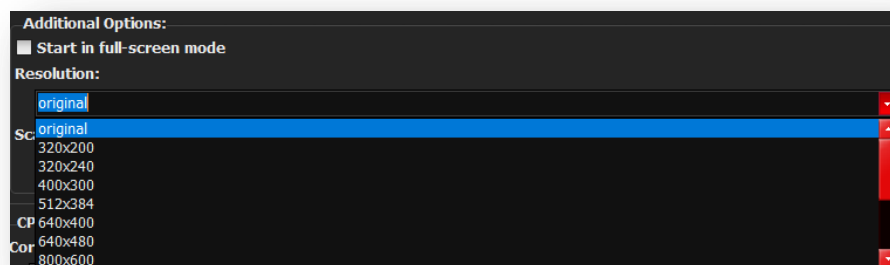 Additional Options:
Start in full-screen mode
Resolution:
original
original
320x200
320x240
400x300
512x384
640x400
640x480
800x600